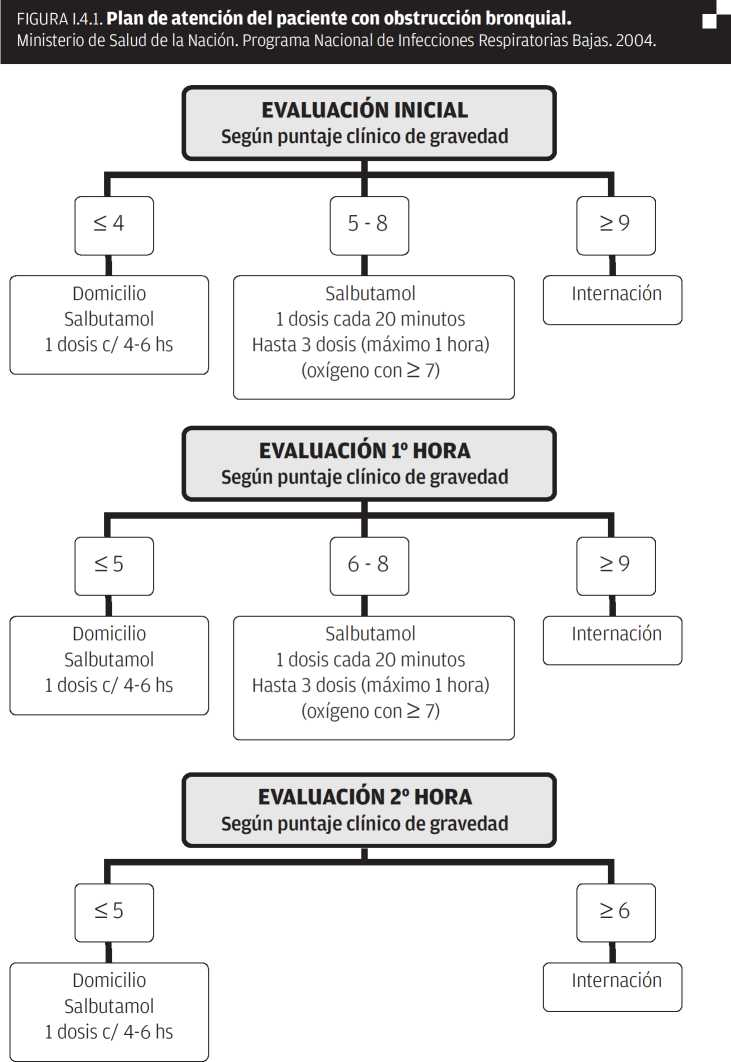 FIGURA I.4.1. Plan de atención del paciente con obstrucción bronquial.
Ministerio de Salud de la Nación. Programa Nacional de Infecciones Respiratorias Bajas. 2004.
EVALUACIÓN INICIAL
Según puntaje clínico de gravedad
≤ 4
5 - 8
≥ 9
Domicilio
Salbutamol
1 dosis c/ 4-6 hs
Salbutamol
1 dosis cada 20 minutos
Hasta 3 dosis (máximo 1 hora)
(oxígeno con ≥ 7)
Internación
EVALUACIÓN 1º HORA
Según puntaje clínico de gravedad
≤ 5
6 - 8
≥ 9
Domicilio
Salbutamol
1 dosis c/ 4-6 hs
Salbutamol
1 dosis cada 20 minutos
Hasta 3 dosis (máximo 1 hora)
(oxígeno con ≥ 7)
Internación
EVALUACIÓN 2º HORA
Según puntaje clínico de gravedad
≤ 5
≥ 6
Domicilio
Salbutamol
1 dosis c/ 4-6 hs
Internación